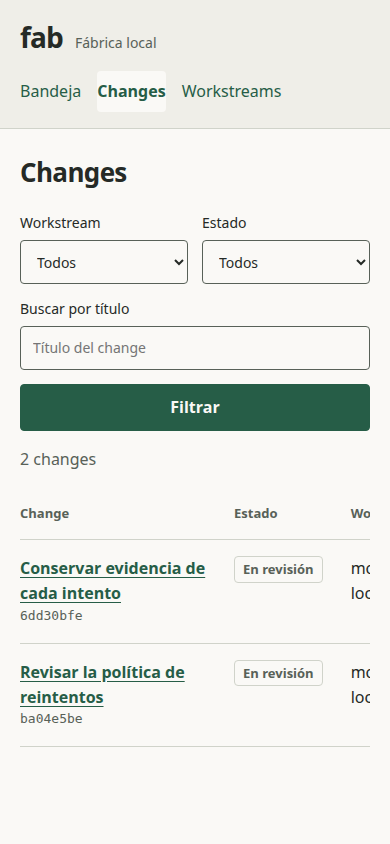 fab Fábrica local
Bandeja Changes Workstreams
Changes
Workstream Estado
Todos Todos
Buscar por título
Título del change
Filtrar
2 changes
Change Estado
Conservar evidencia de En revisión
cada intento
6dd30bfe
Revisar la política de En revisión
reintentos
ba04e5be